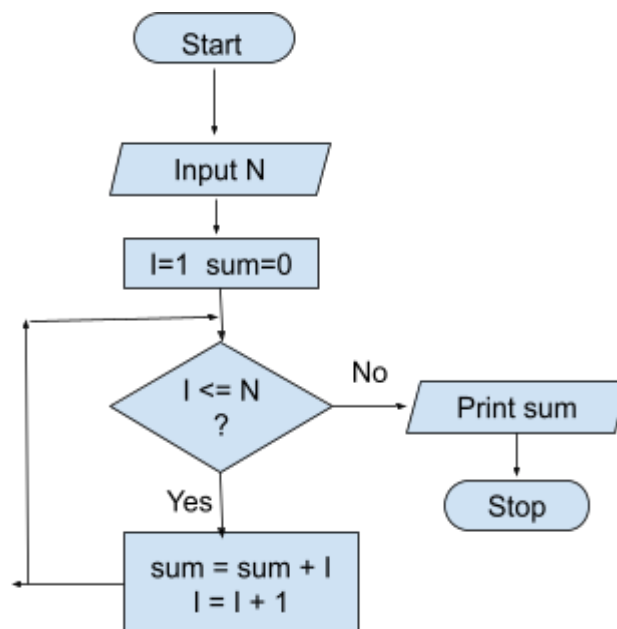 Start
Input N
I=1 sum=0
I <= N
?
No
Print sum
Yes
Stop
sum = sum + I
I = I + 1